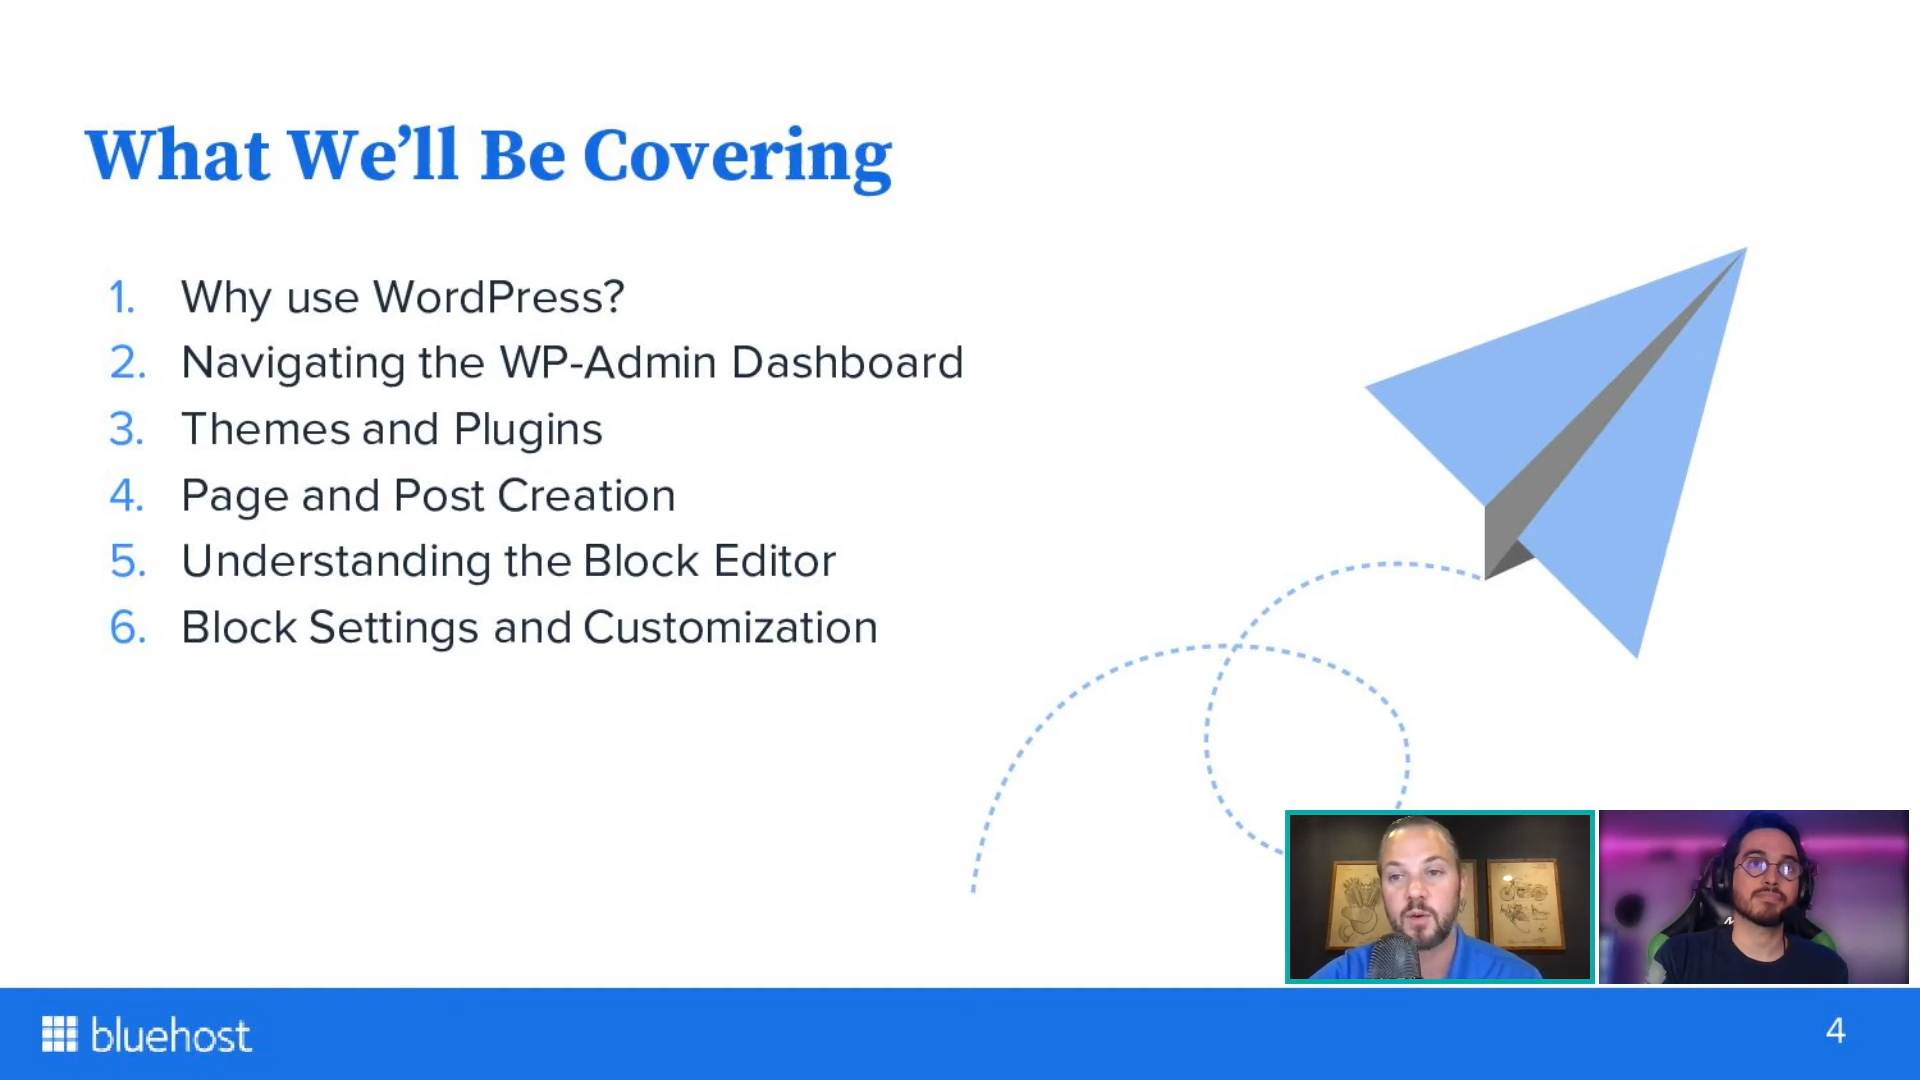 What We’ll Be Covering
1. Why use WordPress?
2. Navigating the WP-Admin Dashboard
3. Themes and Plugins
4. Page and Post Creation
5. Understanding the Block Editor
6. Block Settings and Customization
bluehost
4